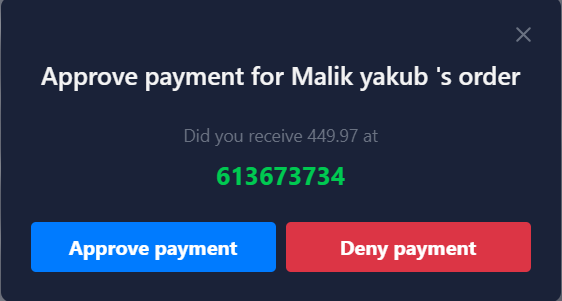 Approve payment for Malik yakub 's order
Did you receive 449.97 at
613673734
Approve payment
Deny payment